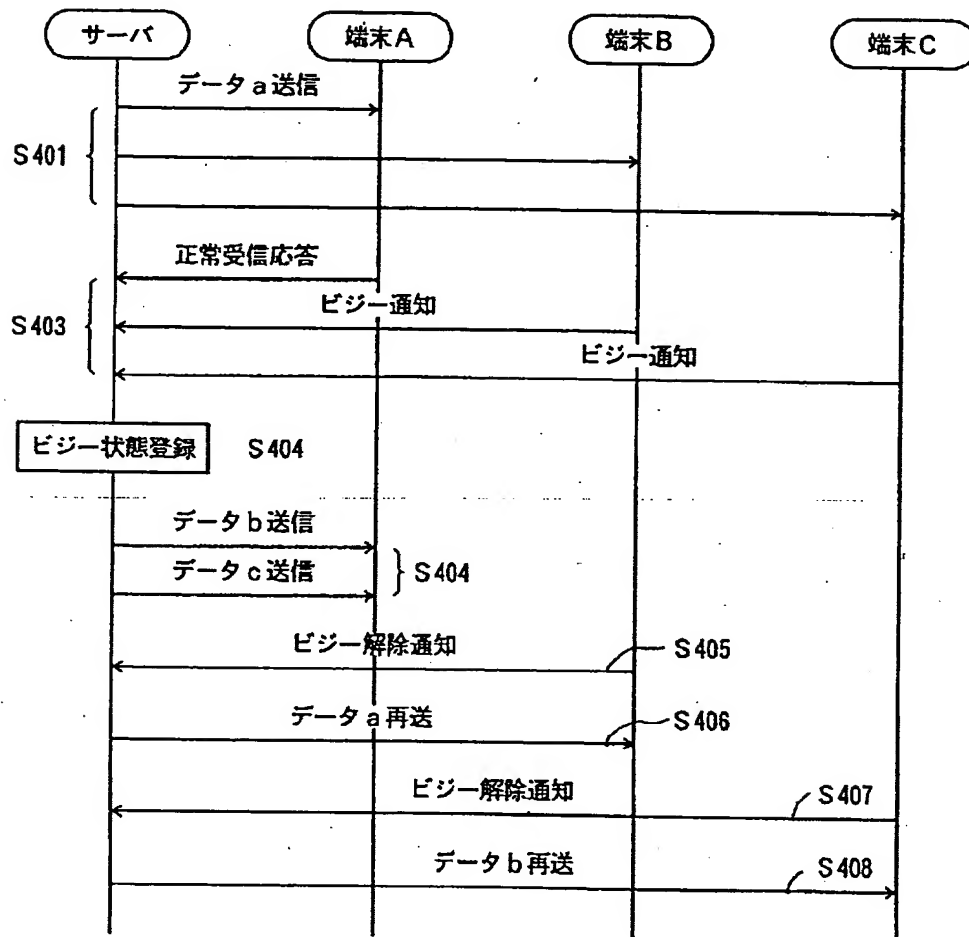 サーバ
端末A
端末B
端末C
データa送信
S401
正常受信応答
ビジー通知
S403
ビジー通知
ビジー状態登録
S404
データb送信
データc送信
S404
ビジー解除通知
S405
データa再送
S406
ビジー解除通知
S407
データb再送
S408